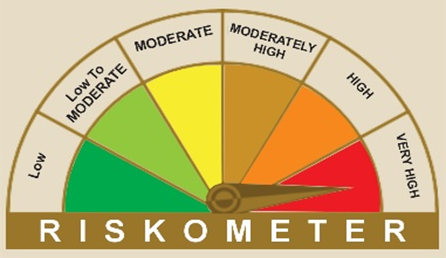 Low
Low To
MODERATE
MODERATE
MODERATELY
HIGH
HIGH
VERY HIGH
RISKOMETER